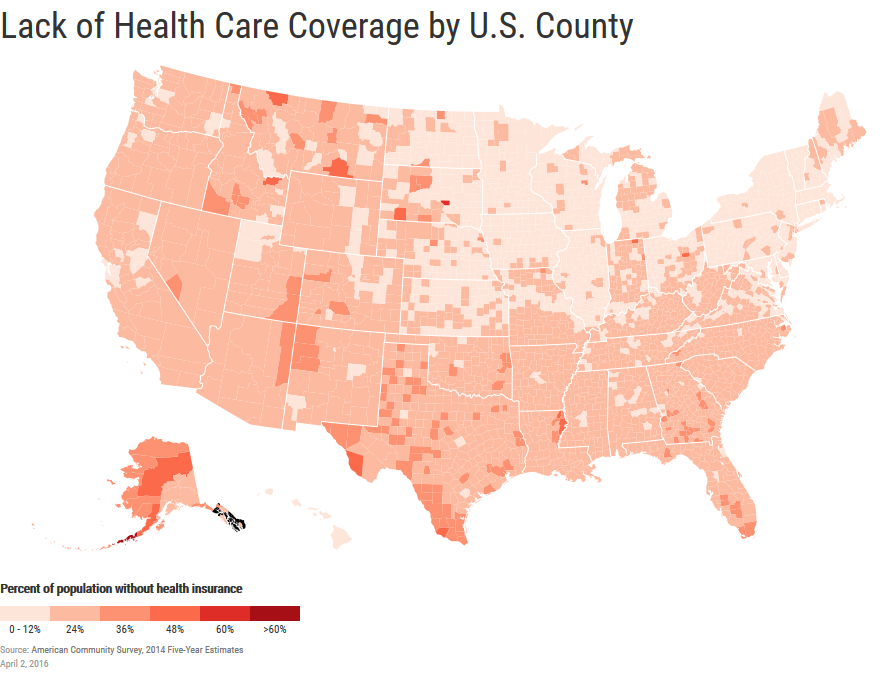 Lack of Health Care Coverage by U.S. County
Percent of population without health insurance
0 - 12% 24% 36% 48% 60% >60%
Source: American Community Survey, 2014 Five-Year Estimates
April 2, 2016